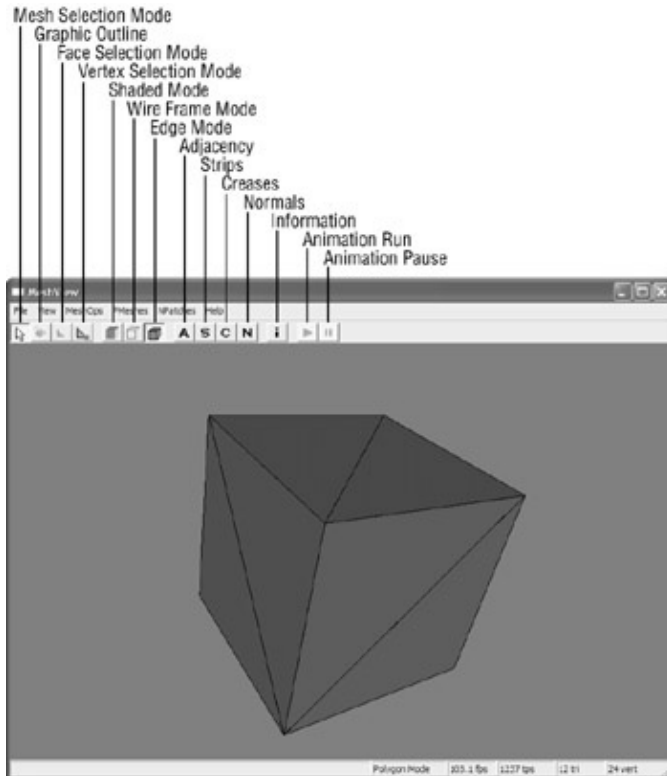 Mesh Selection Mode
Graphic Outline
Face Selection Mode
Vertex Selection Mode
Shaded Mode
Wire Frame Mode
Edge Mode
Adjacency
Strips
Creases
Normals
Information
Animation Run
Animation Pause
MeshView
File View MeshOps PMeshes NPatches Help
A S C N i
Polygon Mode 103.1 fps 1237 tps 12 tri 24 vert